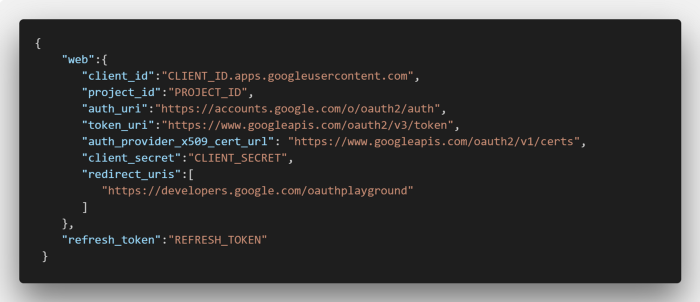 {
"web":{
"client_id":"CLIENT_ID.apps.googleusercontent.com",
"project_id":"PROJECT_ID",
"auth_uri":"https://accounts.google.com/o/oauth2/auth",
"token_uri":"https://www.googleapis.com/oauth2/v3/token",
"auth_provider_x509_cert_url": "https://www.googleapis.com/oauth2/v1/certs",
"client_secret":"CLIENT_SECRET",
"redirect_uris":[
"https://developers.google.com/oauthplayground"
]
},
"refresh_token":"REFRESH_TOKEN"
}